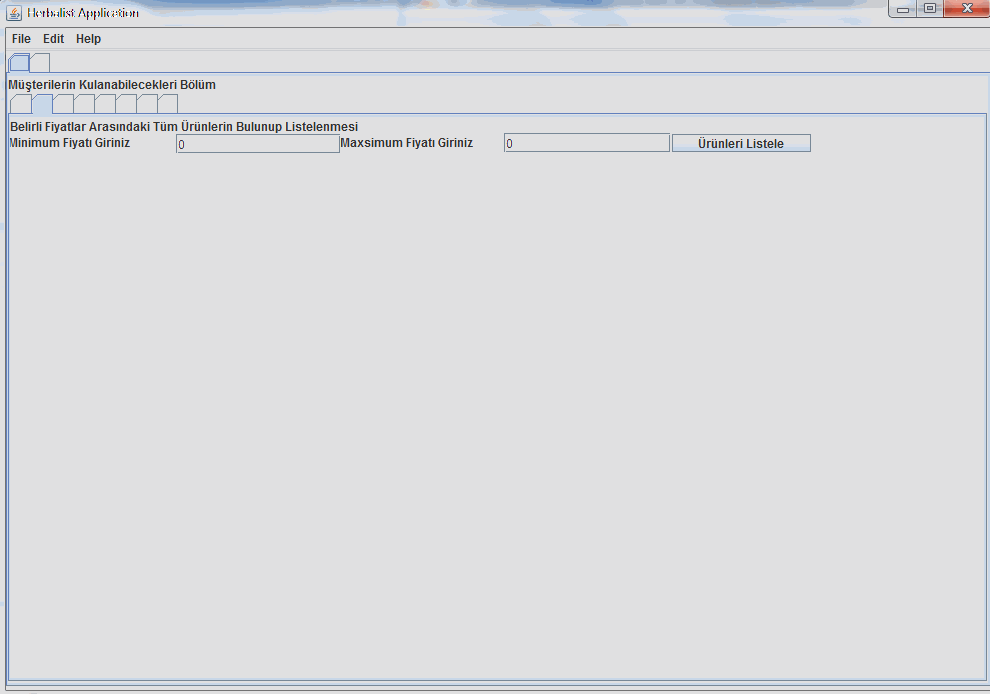 Herbalist Application
File Edit Help
Müşterilerin Kulanabilecekleri Bölüm
Belirli Fiyatlar Arasındaki Tüm Ürünlerin Bulunup Listelenmesi
Minimum Fiyatı Giriniz 0 Maxsimum Fiyatı Giriniz 0 Ürünleri Listele